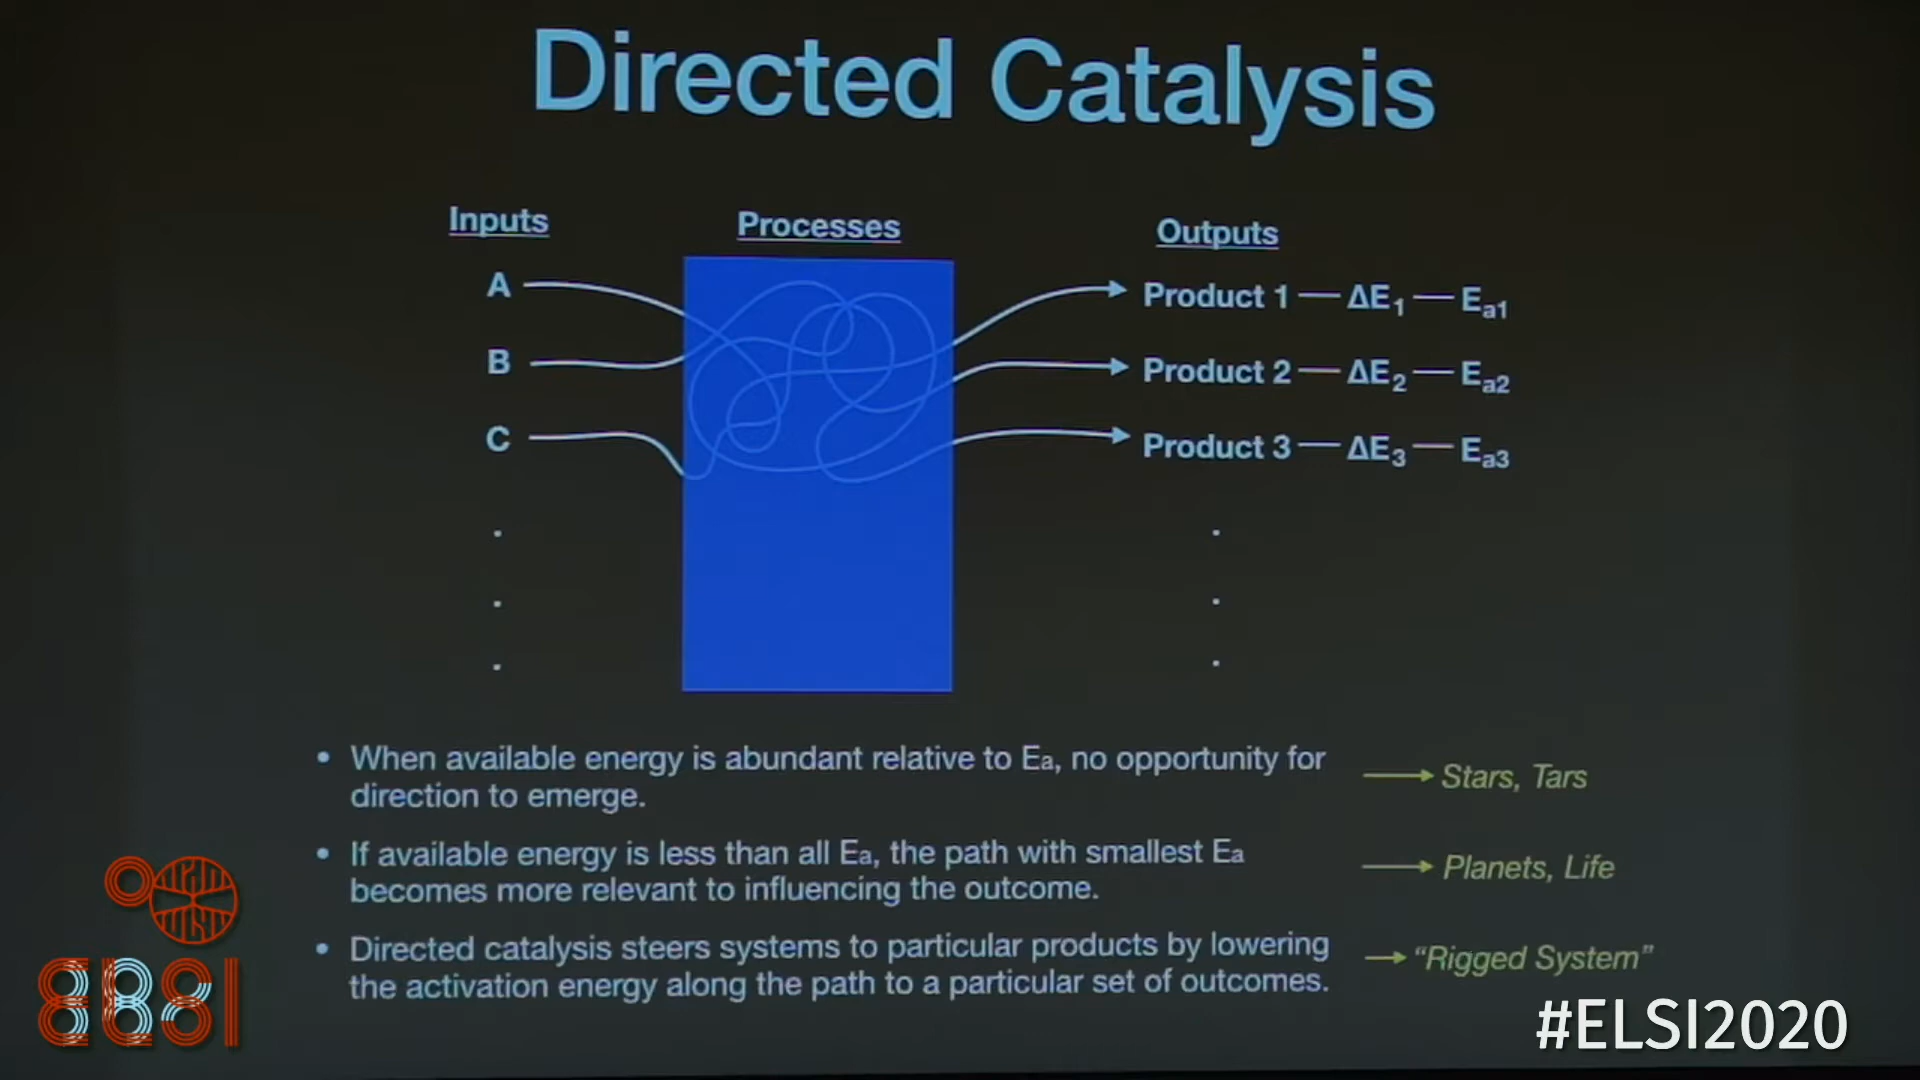 Directed Catalysis
Inputs
Processes
Outputs
A
B
C
Product 1 — ΔE1 — Ea1
Product 2 — ΔE2 — Ea2
Product 3 — ΔE3 — Ea3
• When available energy is abundant relative to Ea, no opportunity for
direction to emerge.
Stars, Tars
• If available energy is less than all Ea, the path with smallest Ea
becomes more relevant to influencing the outcome.
Planets, Life
• Directed catalysis steers systems to particular products by lowering
the activation energy along the path to a particular set of outcomes.
“Rigged System”
ELSI
#ELSI2020